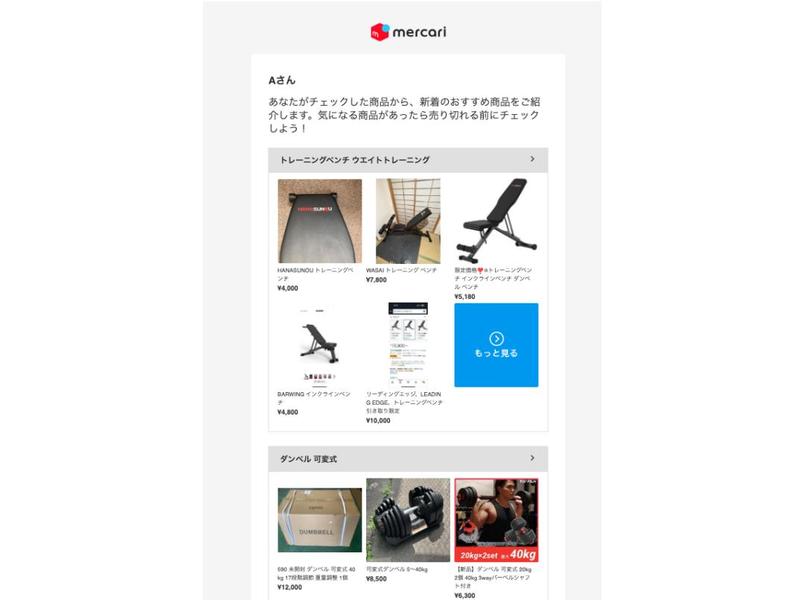 mercari
Aさん
あなたがチェックした商品から、新着のおすすめ商品をご紹
介します。気になる商品があったら売り切れる前にチェック
しよう！
トレーニングベンチ ウエイトトレーニング
HANASUNOU トレーニングベ
ンチ
¥4,000
WASAI トレーニング ベンチ
¥7,800
限定価格❣️※トレーニングベン
チ インクラインベンチ ダンベ
ル ベンチ
¥5,180
BARWING インクラインベン
チ
¥4,800
リーディングエッジ、LEADIN
G EDGE、トレーニングベンチ
引き取り限定
¥10,000
もっと見る
ダンベル 可変式
DUMBBELL
590 未開封 ダンベル 可変式 40
kg 17段階調節 重量調整 1個
¥12,000
可変式ダンベル 5〜40kg
¥8,500
20kg×2set 最大40kg
【新品】ダンベル 可変式 20kg
2個 40kg 3wayバーベルシャフ
ト付き
¥6,300